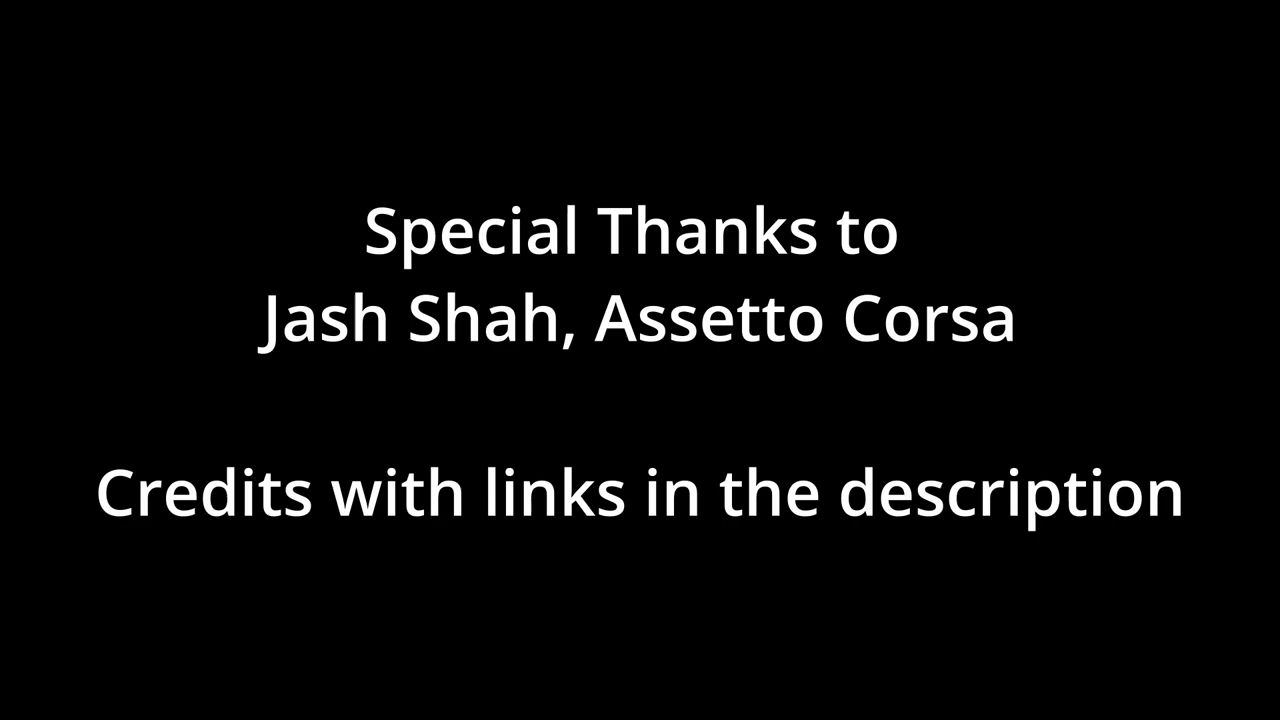 Special Thanks to
Jash Shah, Assetto Corsa
Credits with links in the description